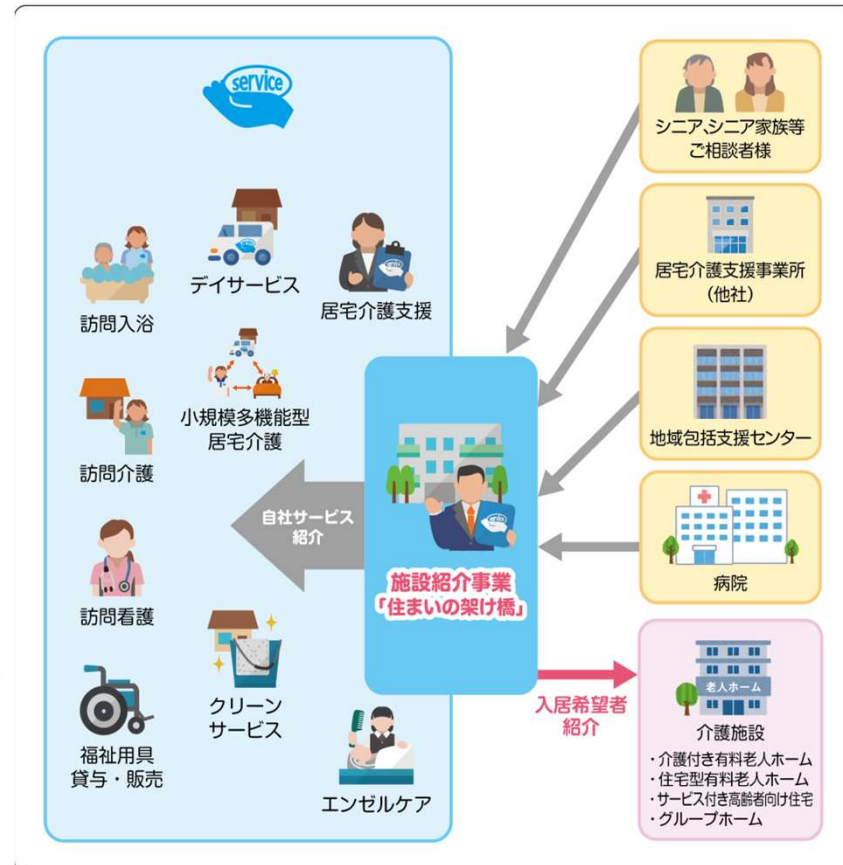 service
訪問入浴
デイサービス
居宅介護支援
訪問介護
小規模多機能型
居宅介護
訪問看護
クリーン
サービス
福祉用具
貸与・販売
エンゼルケア
自社サービス
紹介
施設紹介事業
「住まいの架け橋」
シニア、シニア家族等
ご相談者様
居宅介護支援事業所
(他社)
地域包括支援センター
病院
入居希望者
紹介
老人ホーム
介護施設
・介護付き有料老人ホーム
・住宅型有料老人ホーム
・サービス付き高齢者向け住宅
・グループホーム